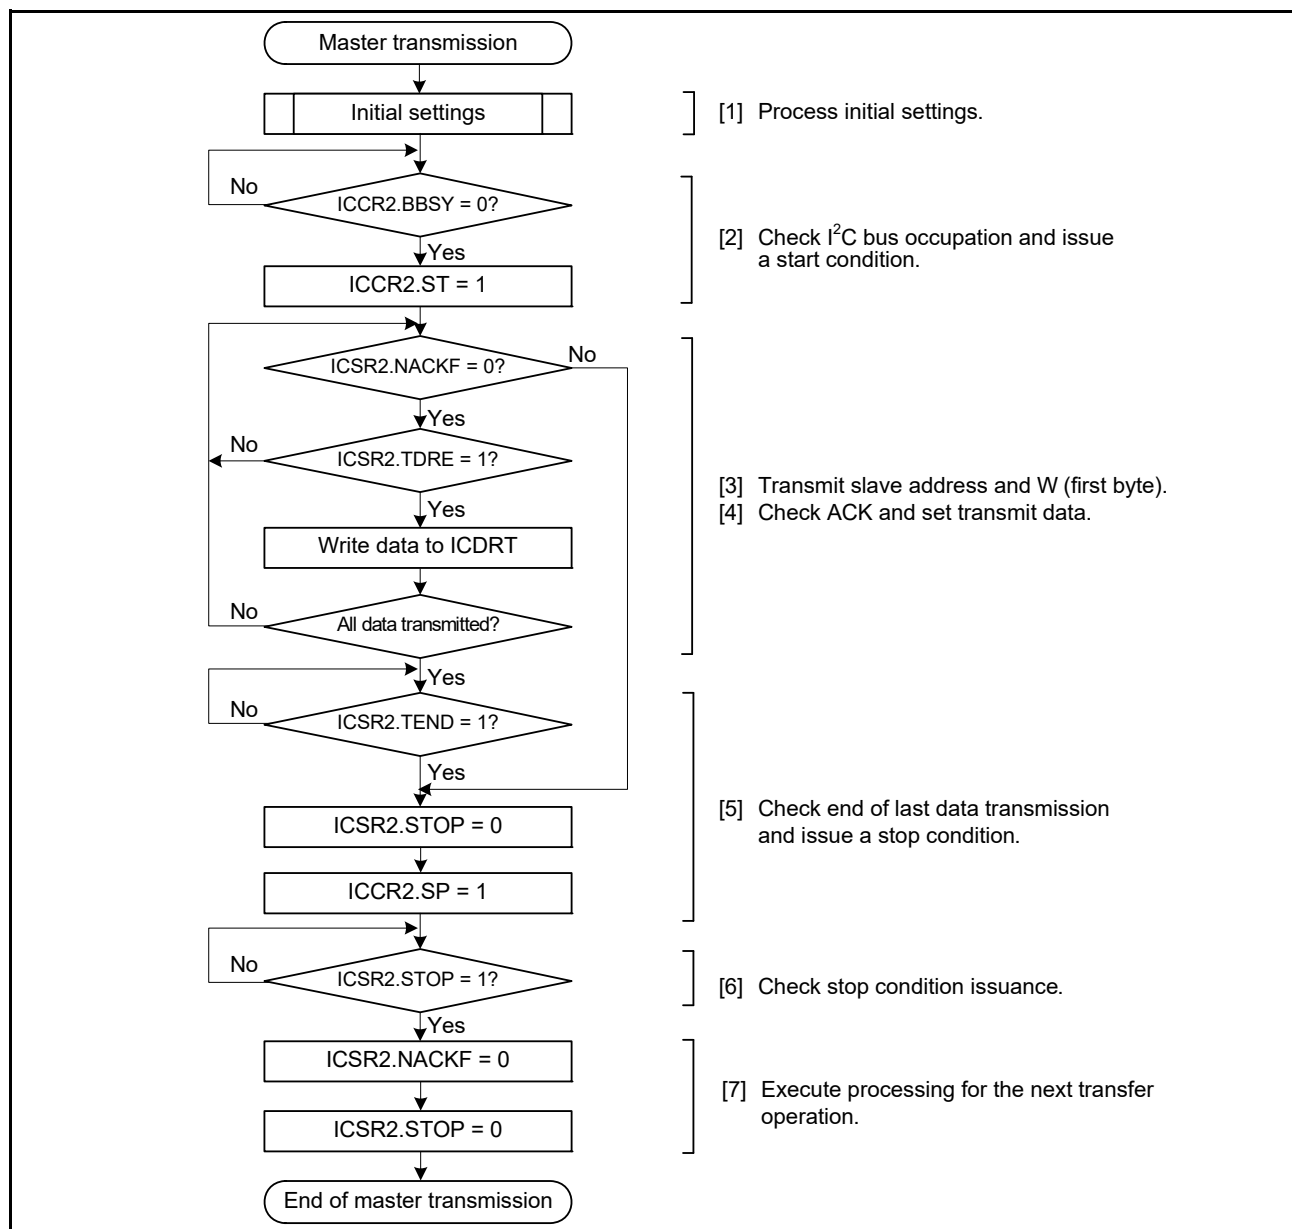 Master transmission
Initial settings
[1] Process initial settings.
No
ICCR2.BBSY = 0?
Yes
[2] Check I²C bus occupation and issue
a start condition.
ICCR2.ST = 1
ICSR2.NACKF = 0?
No
Yes
No
ICSR2.TDRE = 1?
Yes
[3] Transmit slave address and W (first byte).
[4] Check ACK and set transmit data.
Write data to ICDRT
No
All data transmitted?
Yes
No
ICSR2.TEND = 1?
Yes
ICSR2.STOP = 0
[5] Check end of last data transmission
and issue a stop condition.
ICCR2.SP = 1
No
ICSR2.STOP = 1?
[6] Check stop condition issuance.
Yes
ICSR2.NACKF = 0
[7] Execute processing for the next transfer
operation.
ICSR2.STOP = 0
End of master transmission